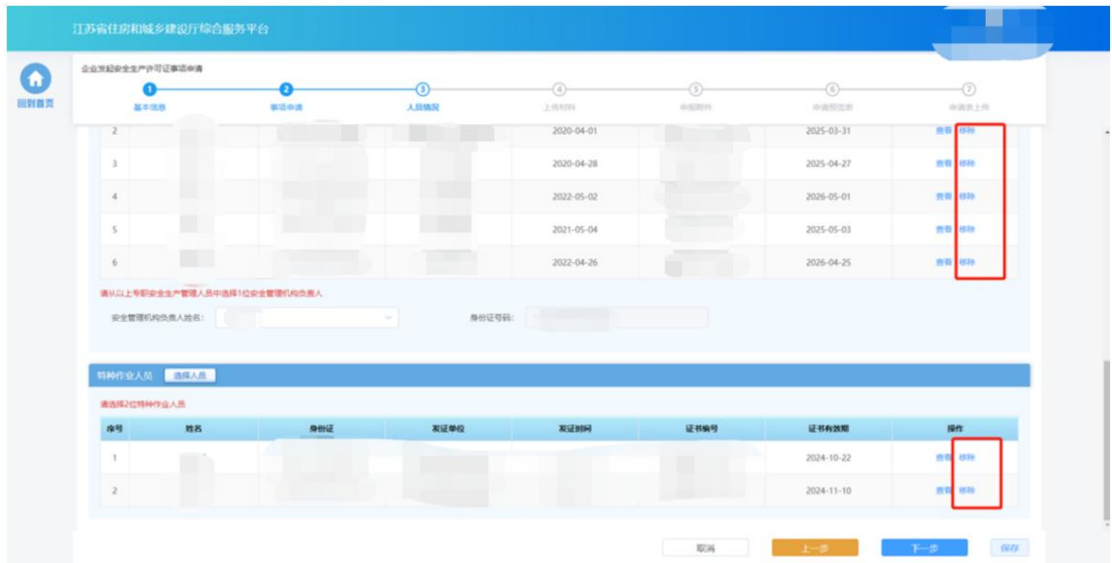 江苏省住房和城乡建设厅综合服务平台
回到首页
企业发起安全生产许可证事项申请
1 2 3 4 5 6 7
基本信息 事项申请 人员情况 上传材料 申报附件 申请预览表 申请表上传
2 2020-04-01 2025-03-31 查看 移除
3 2020-04-28 2025-04-27 查看 移除
4 2022-05-02 2026-05-01 查看 移除
5 2021-05-04 2025-05-03 查看 移除
6 2022-04-26 2026-04-25 查看 移除
请从以上专职安全生产管理人员中选择1位安全管理机构负责人
安全管理机构负责人姓名: 身份证号码:
特种作业人员 选择人员
请选择2位特种作业人员
序号 姓名 身份证 发证单位 发证时间 证书编号 证书有效期 操作
1 2024-10-22 查看 移除
2 2024-11-10 查看 移除
取消 上一步 下一步 保存